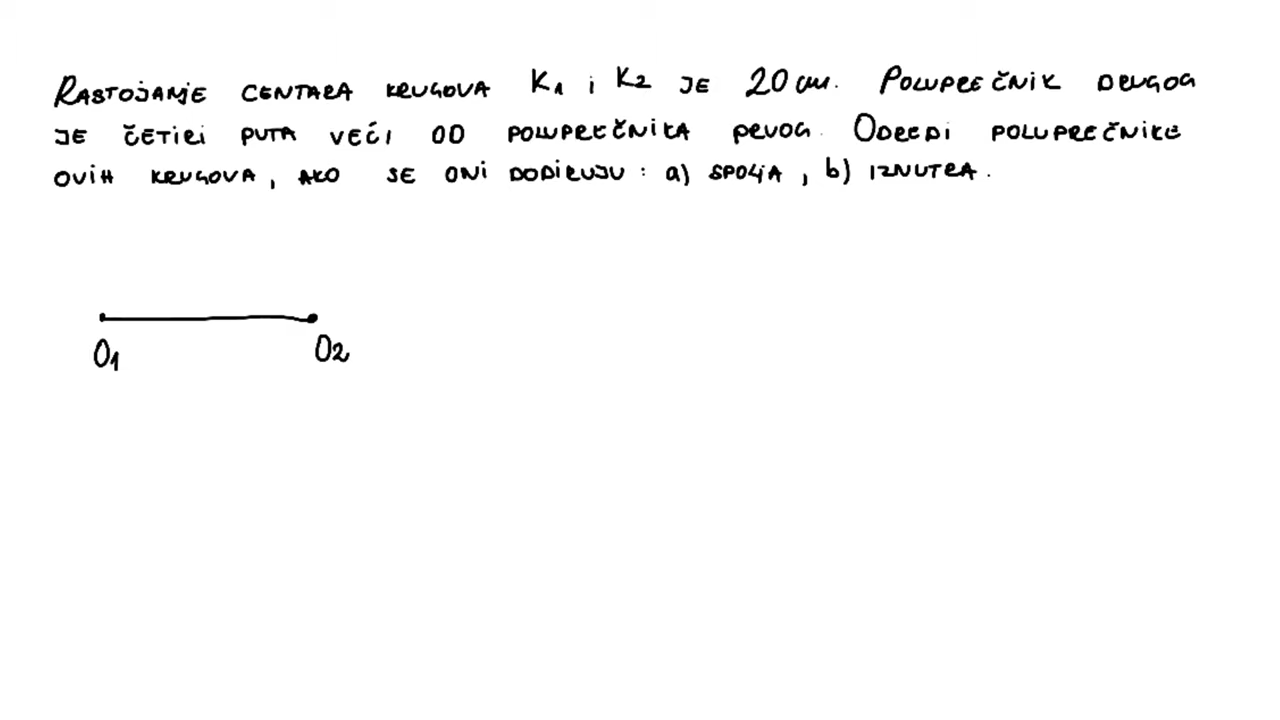 Rastojanje centara krugova K1 i K2 je 20 cm. Poluprečnik drugog
je četiri puta veći od poluprečnika prvog. Odredi poluprečnike
ovih krugova, ako se oni dodiruju: a) spolja, b) iznutra.
O1 O2